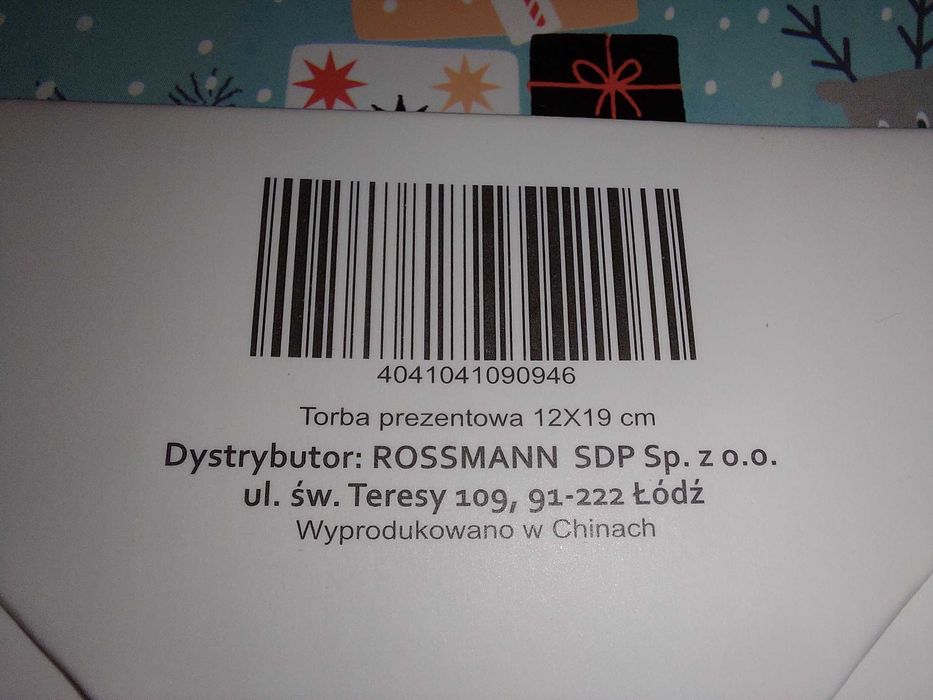 4041041090946
Torba prezentowa 12X19 cm
Dystrybutor: ROSSMANN SDP Sp. z o.o.
ul. św. Teresy 109, 91-222 Łódź
Wyprodukowano w Chinach